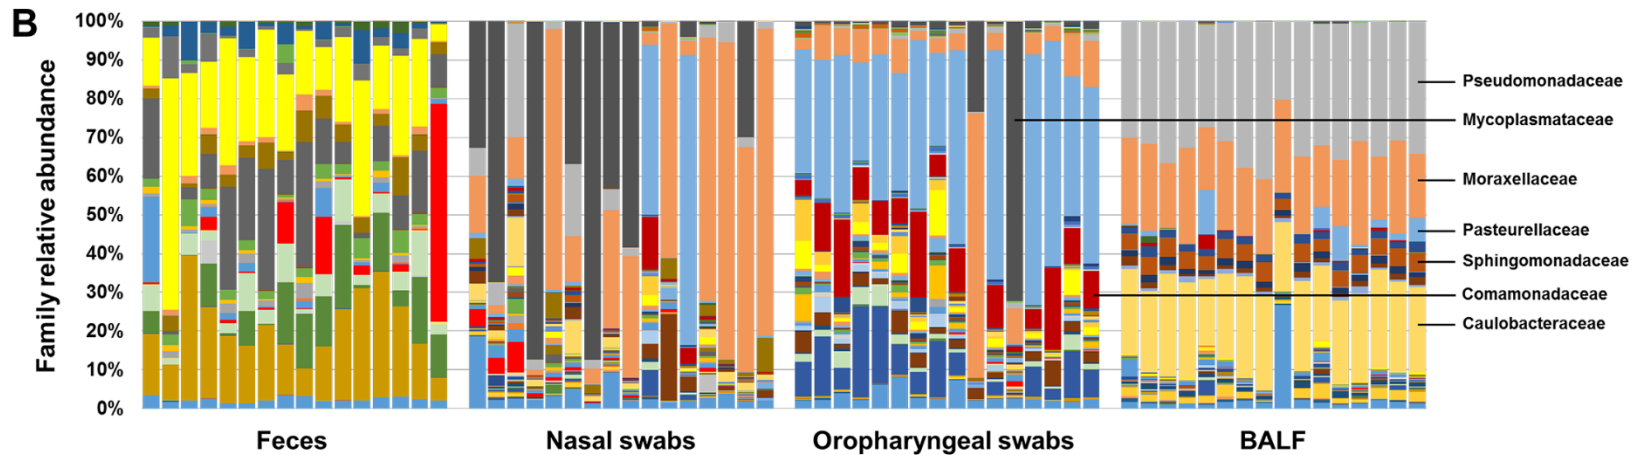 B
Family relative abundance
100%
90%
80%
70%
60%
50%
40%
30%
20%
10%
0%
Feces
Nasal swabs
Oropharyngeal swabs
BALF
Pseudomonadaceae
Mycoplasmataceae
Moraxellaceae
Pasteurellaceae
Sphingomonadaceae
Comamonadaceae
Caulobacteraceae